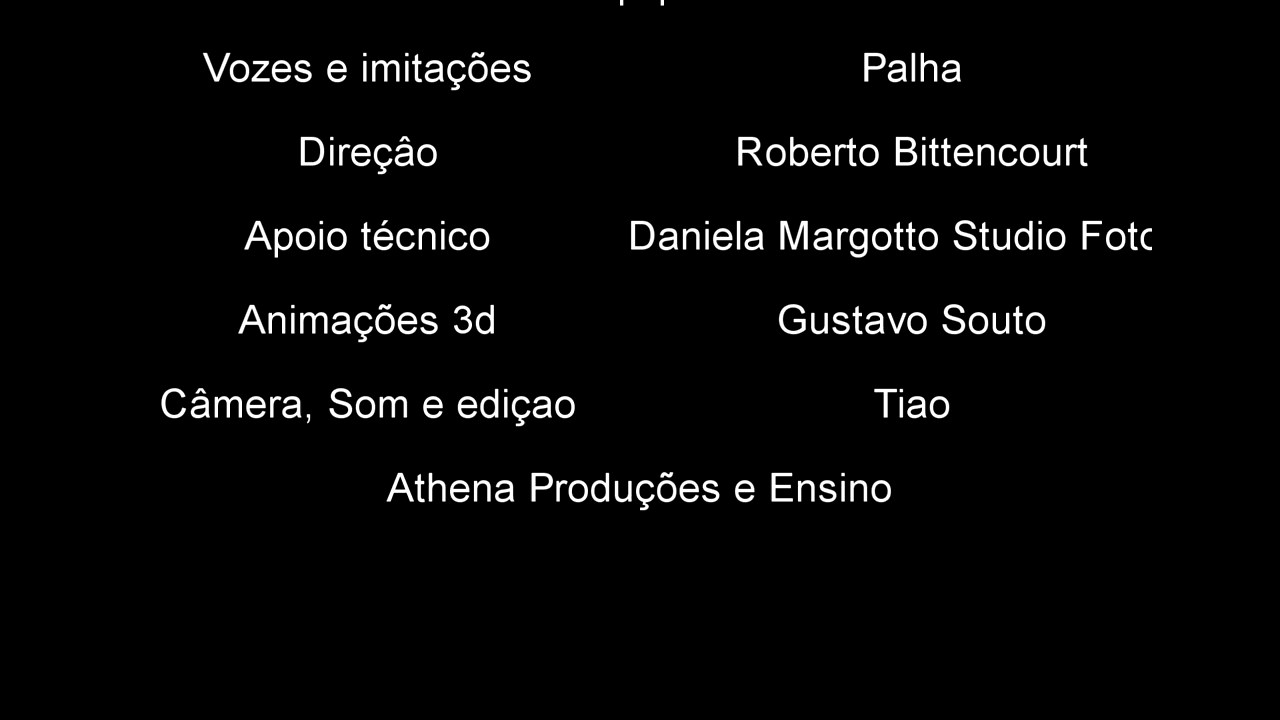 Vozes e imitações Palha
Direçâo Roberto Bittencourt
Apoio técnico Daniela Margotto Studio Foto
Animações 3d Gustavo Souto
Câmera, Som e ediçao Tiao
Athena Produções e Ensino